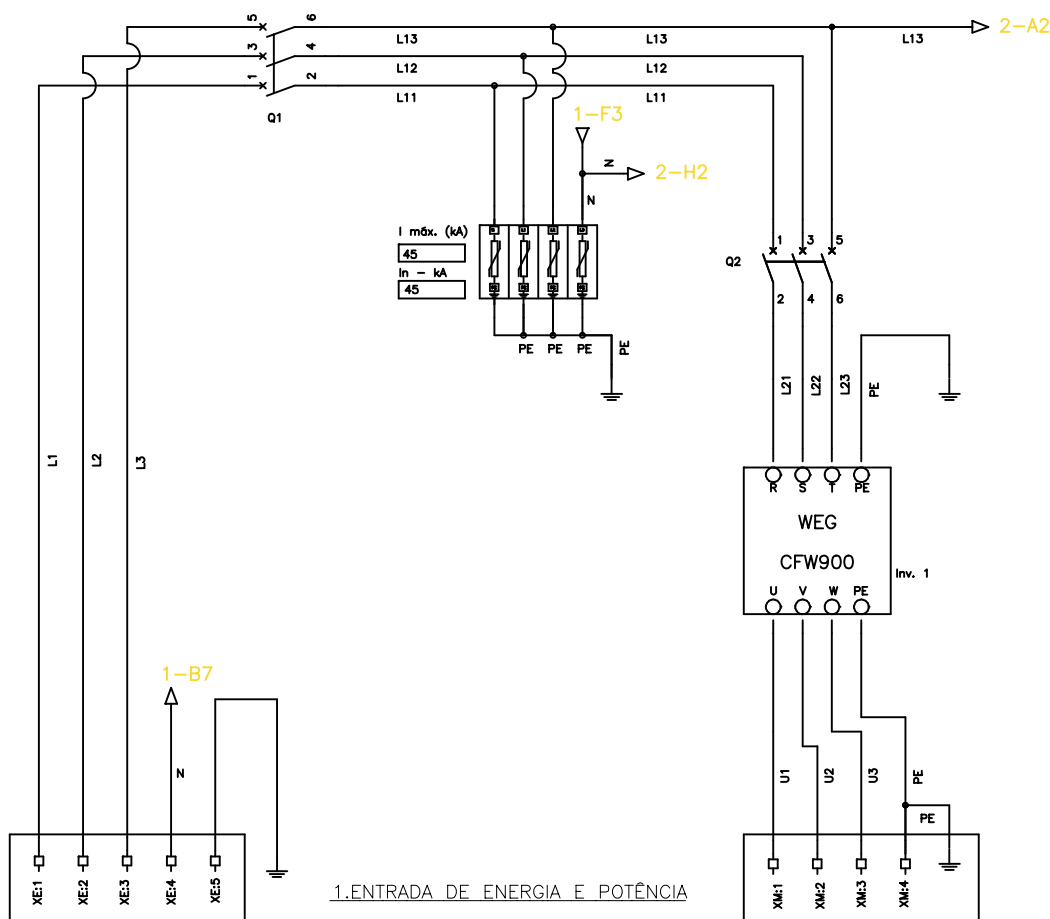 5 6 2-A2
L13 L13 L13
3 4
L12 L12
1 2
L11 L11
Q1
1-F3
N 2-H2
N
I máx. (kA)
45
In - kA
45
PE PE PE PE
Q2 1 3 5
2 4 6
L21 L22 L23 PE
L1 L2 L3
R S T PE
WEG
CFW900
Inv. 1
U V W PE
1-B7
N
U1 U2 U3 PE
PE
XE:1 XE:2 XE:3 XE:4 XE:5
XM:1 XM:2 XM:3 XM:4
1.ENTRADA DE ENERGIA E POTÊNCIA